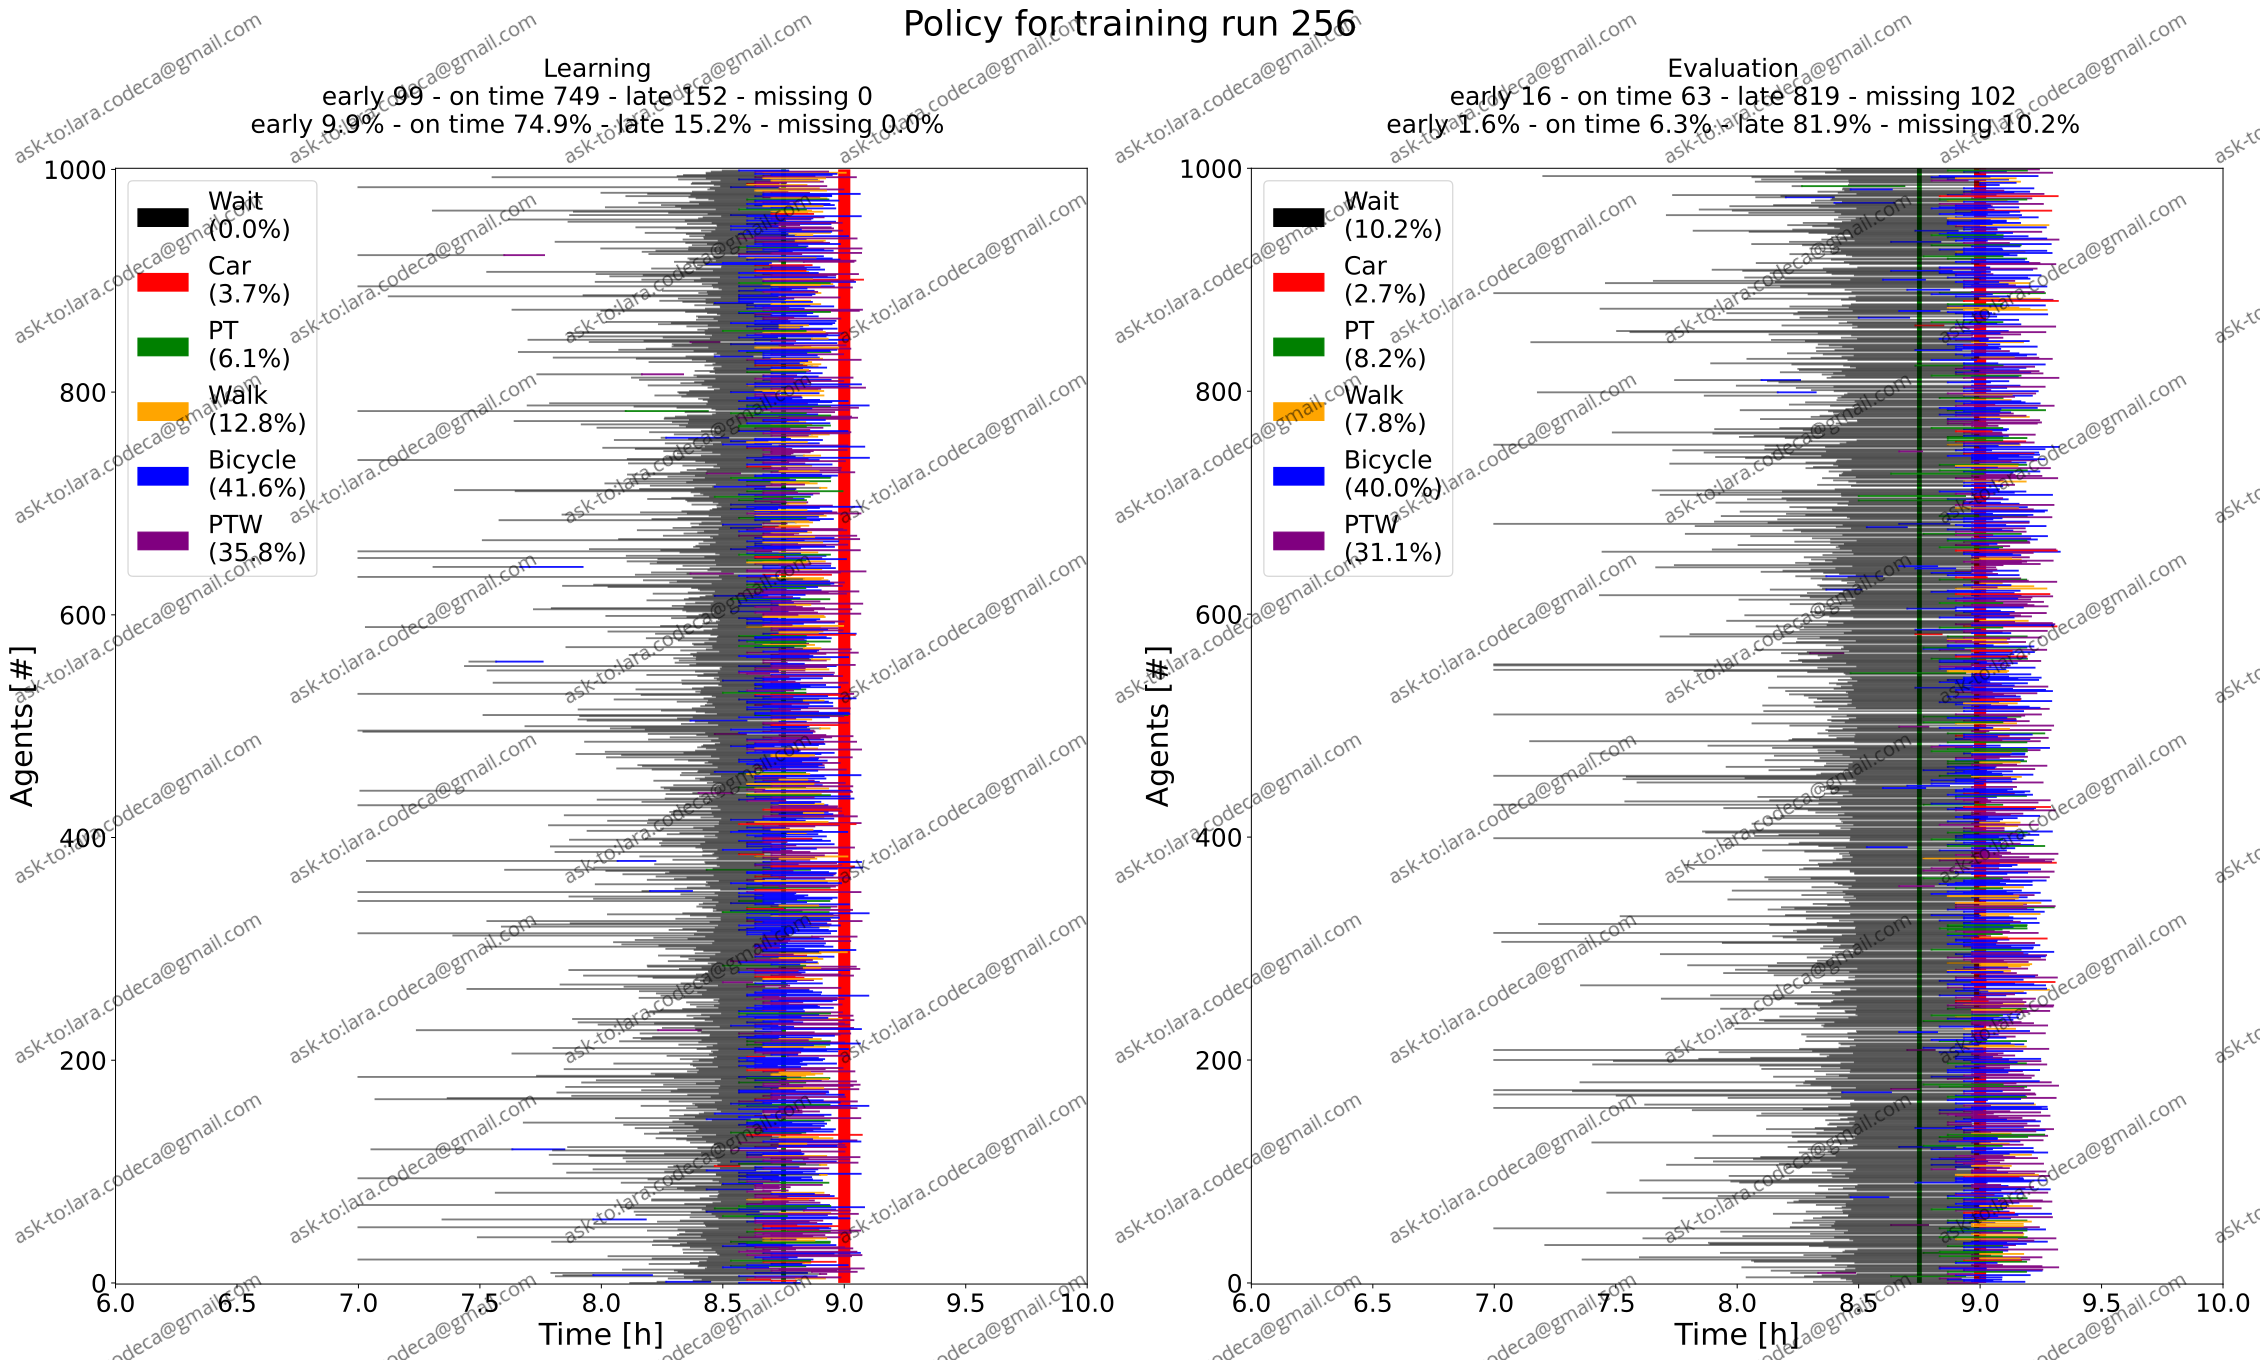 Policy for training run 256
Learning
early 99 - on time 749 - late 152 - missing 0
early 9.9% - on time 74.9% - late 15.2% - missing 0.0%
Evaluation
early 16 - on time 63 - late 819 - missing 102
early 1.6% - on time 6.3% - late 81.9% - missing 10.2%
Agents [#]
1000
800
600
400
200
0
Wait
(0.0%)
Car
(3.7%)
PT
(6.1%)
Walk
(12.8%)
Bicycle
(41.6%)
PTW
(35.8%)
6.0 6.5 7.0 7.5 8.0 8.5 9.0 9.5 10.0
Time [h]
Agents [#]
1000
800
600
400
200
0
Wait
(10.2%)
Car
(2.7%)
PT
(8.2%)
Walk
(7.8%)
Bicycle
(40.0%)
PTW
(31.1%)
6.0 6.5 7.0 7.5 8.0 8.5 9.0 9.5 10.0
Time [h]
ask-to:lara.codeca@gmail.com